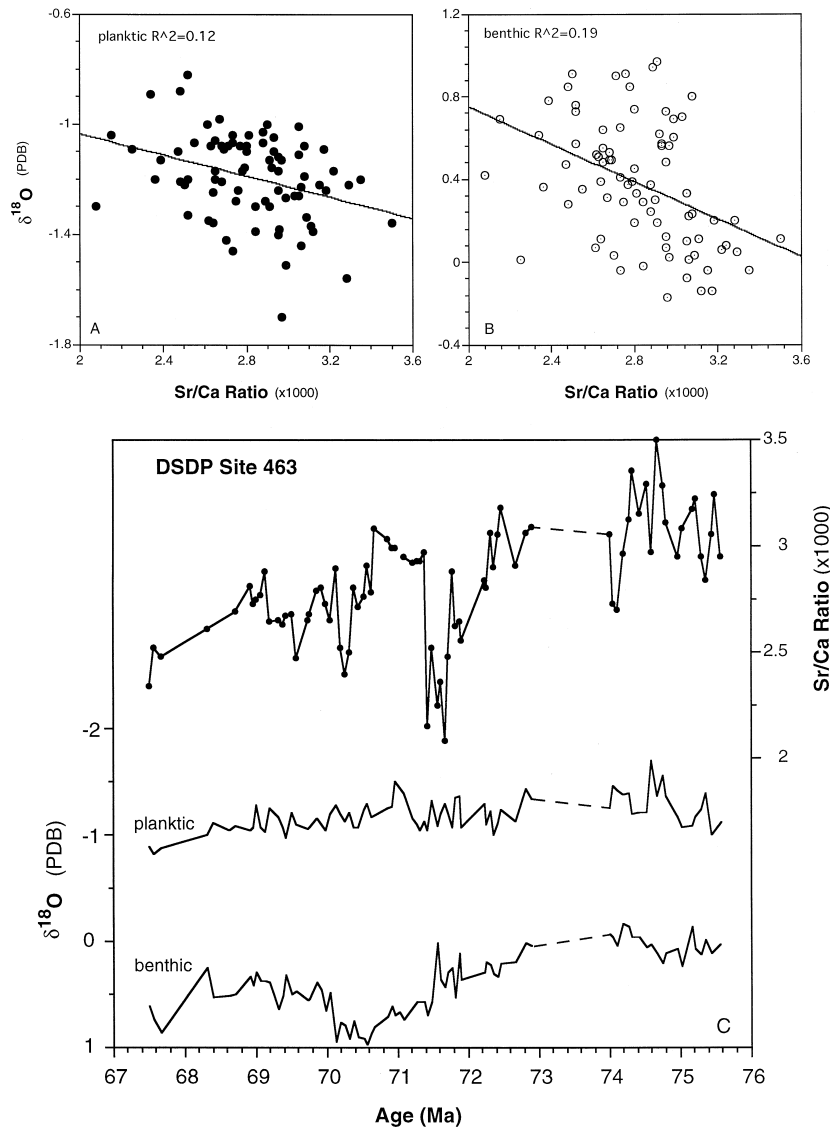 -0.6
-1
-1.4
-1.8
δ18O (PDB)
planktic R^2=0.12
A
2 2.4 2.8 3.2 3.6
Sr/Ca Ratio (x1000)
1.2
0.8
0.4
0
-0.4
benthic R^2=0.19
B
2 2.4 2.8 3.2 3.6
Sr/Ca Ratio (x1000)
DSDP Site 463
3.5
3
2.5
2
Sr/Ca Ratio (x1000)
-2
-1
0
1
δ18O (PDB)
planktic
benthic
C
67 68 69 70 71 72 73 74 75 76
Age (Ma)